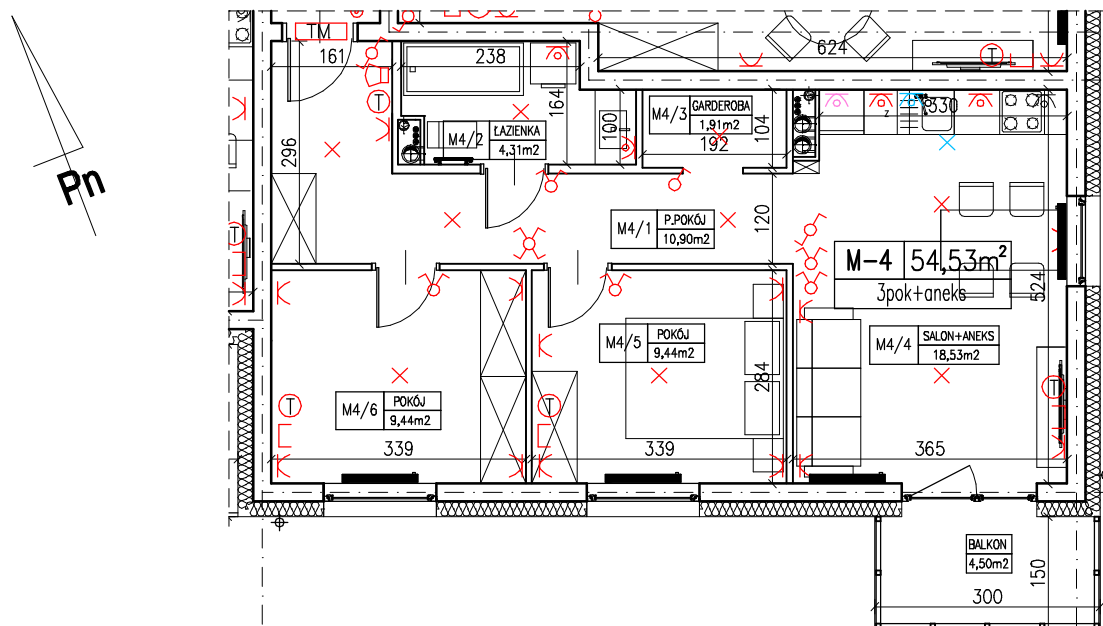 TM
161
238
624
T
330
T
164
100
GARDEROBA
M4/3
1,91m2
104
192
ŁAZIENKA
M4/2
4,31m2
z
296
Pn
T
P.POKÓJ
M4/1
10,90m2
120
M-4 54,53m²
3pok+aneks
524
POKÓJ
M4/5
9,44m2
SALON+ANEKS
M4/4
18,53m2
284
POKÓJ
M4/6
9,44m2
T
T
T
339
339
365
BALKON
4,50m2
150
300